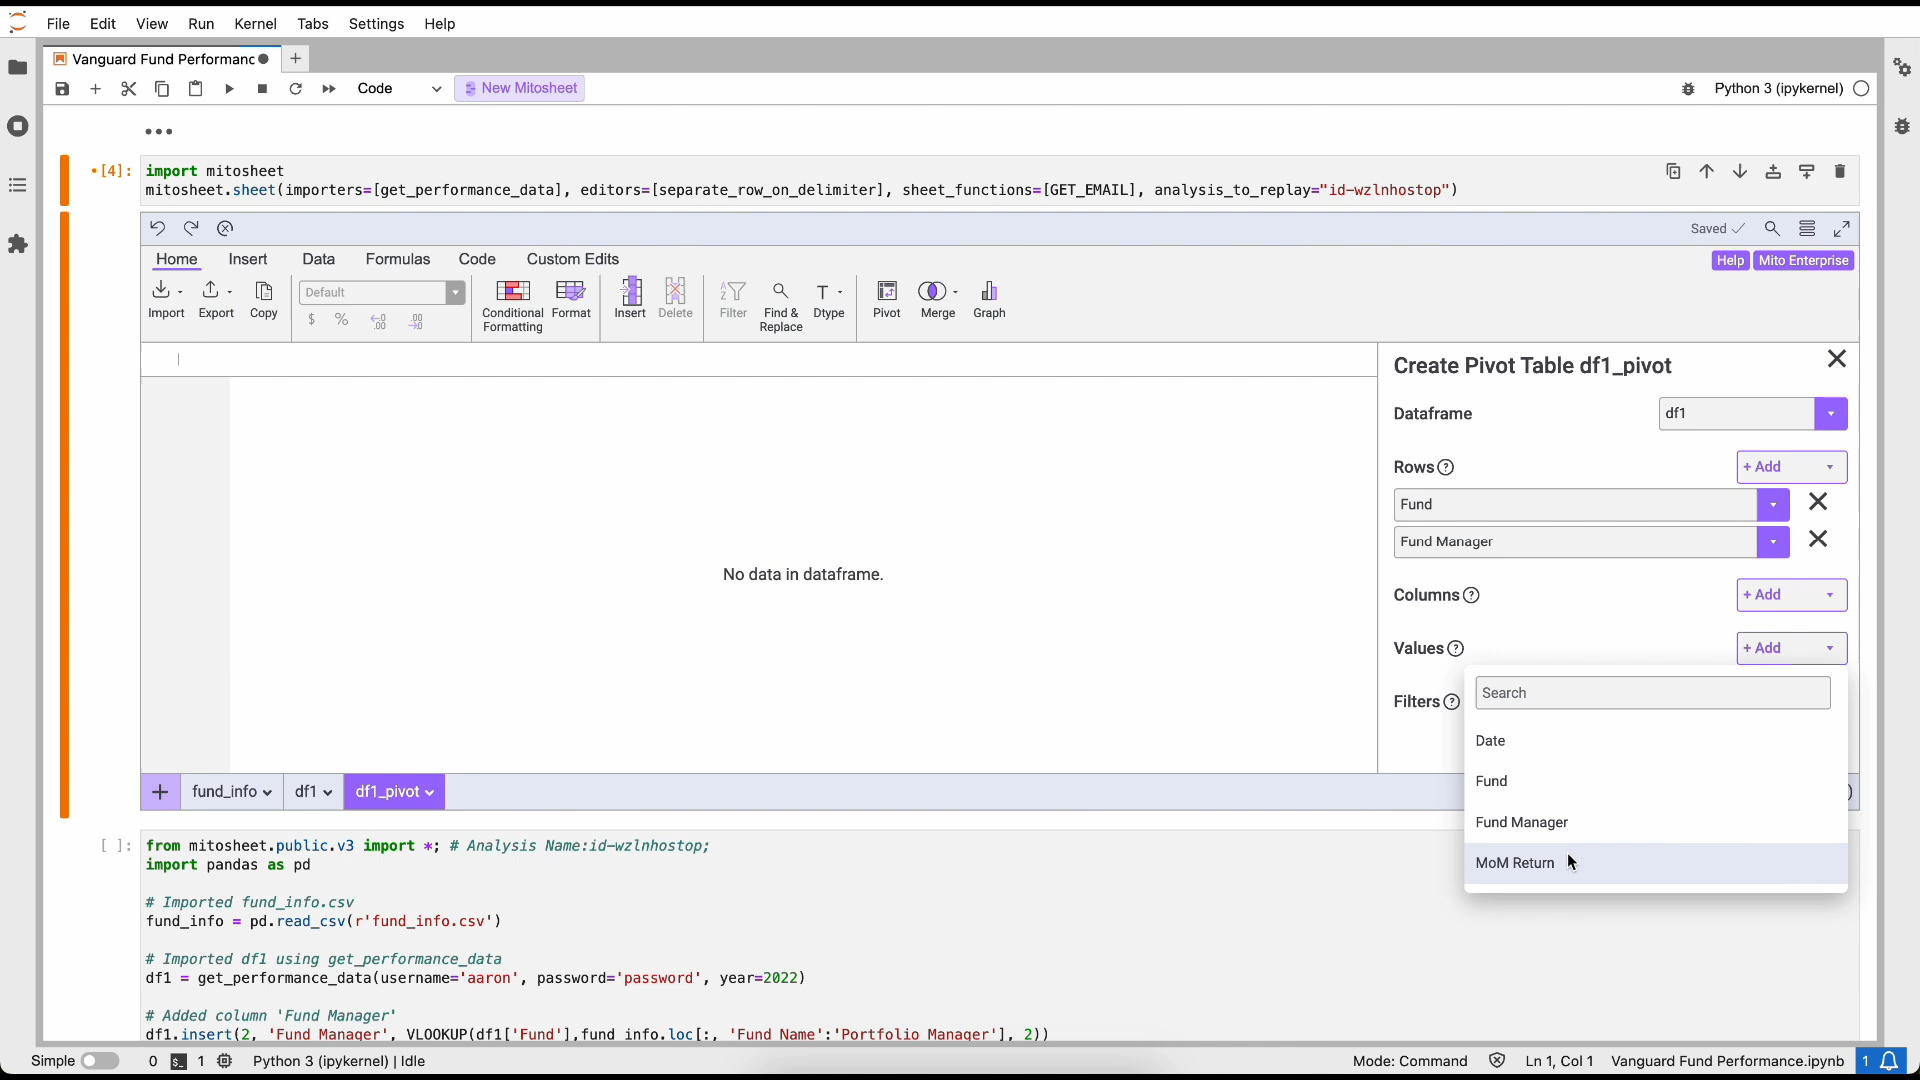 File Edit View Run Kernel Tabs Settings Help
Vanguard Fund Performanc
Code New Mitosheet Python 3 (ipykernel)
[4]: import mitosheet
mitosheet.sheet(importers=[get_performance_data], editors=[separate_row_on_delimiter], sheet_functions=[GET_EMAIL], analysis_to_replay="id-wzlnhostop")
Saved
Home Insert Data Formulas Code Custom Edits Help Mito Enterprise
Default
$ %
Import Export Copy Conditional Formatting Format Insert Delete Filter Find & Replace Dtype Pivot Merge Graph
Create Pivot Table df1_pivot
Dataframe df1
Rows + Add
Fund
Fund Manager
Columns + Add
Values + Add
Filters
Search
Date
Fund
Fund Manager
MoM Return
No data in dataframe.
+ fund_info df1 df1_pivot
[ ]: from mitosheet.public.v3 import *; # Analysis Name:id-wzlnhostop;
import pandas as pd
# Imported fund_info.csv
fund_info = pd.read_csv(r'fund_info.csv')
# Imported df1 using get_performance_data
df1 = get_performance_data(username='aaron', password='password', year=2022)
# Added column 'Fund Manager'
df1.insert(2, 'Fund Manager', VLOOKUP(df1['Fund'],fund_info.loc[:, 'Fund Name':'Portfolio Manager'], 2))
Simple 0 1 Python 3 (ipykernel) | Idle Mode: Command Ln 1, Col 1 Vanguard Fund Performance.ipynb 1